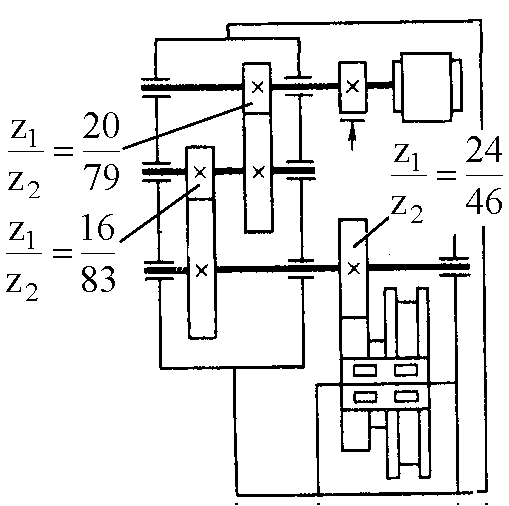 z₁/z₂ = 20/79
z₁/z₂ = 24/46
z₁/z₂ = 16/83